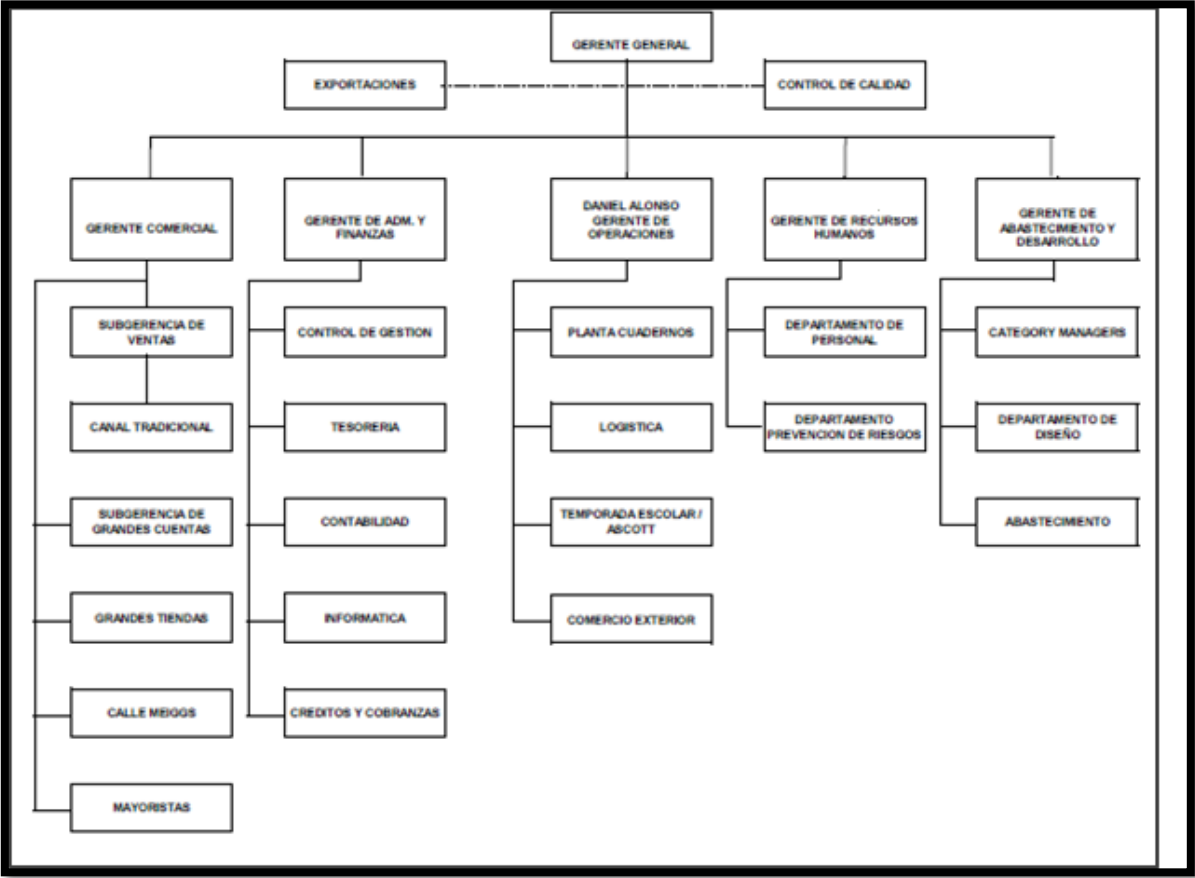 GERENTE GENERAL
EXPORTACIONES
CONTROL DE CALIDAD
GERENTE COMERCIAL
GERENTE DE ADM. Y
FINANZAS
DANIEL ALONSO
GERENTE DE
OPERACIONES
GERENTE DE RECURSOS
HUMANOS
GERENTE DE
ABASTECIMIENTO Y
DESARROLLO
SUBGERENCIA DE
VENTAS
CONTROL DE GESTION
PLANTA CUADERNOS
DEPARTAMENTO DE
PERSONAL
CATEGORY MANAGERS
CANAL TRADICIONAL
TESORERIA
LOGISTICA
DEPARTAMENTO
PREVENCION DE RIESGOS
DEPARTAMENTO DE
DISEÑO
SUBGERENCIA DE
GRANDES CUENTAS
CONTABILIDAD
TEMPORADA ESCOLAR /
ASCOTT
ABASTECIMIENTO
GRANDES TIENDAS
INFORMATICA
COMERCIO EXTERIOR
CALLE MEIGGS
CREDITOS Y COBRANZAS
MAYORISTAS